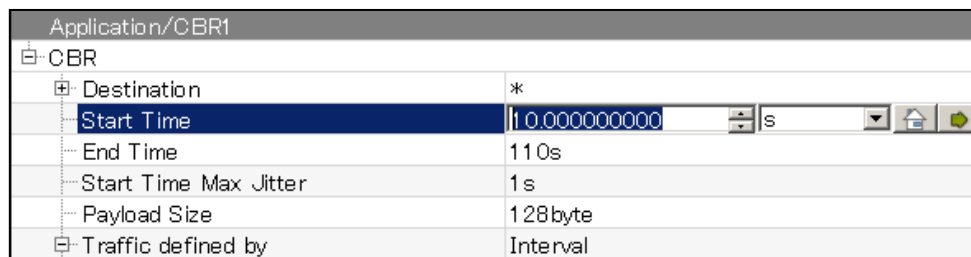 Application/CBR1
CBR
Destination *
Start Time 10.000000000 s
End Time 110s
Start Time Max Jitter 1s
Payload Size 128byte
Traffic defined by Interval